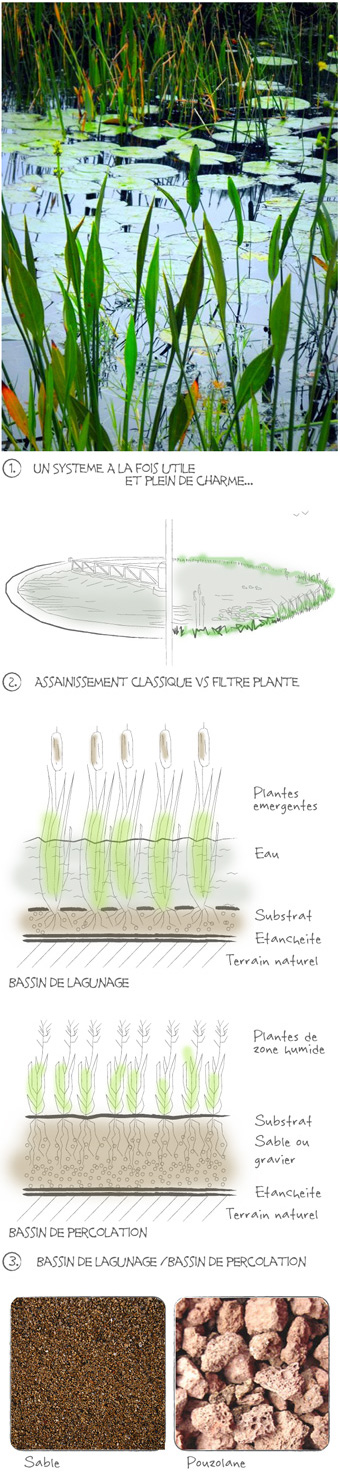 1. UN SYSTEME A LA FOIS UTILE
ET PLEIN DE CHARME...
2. ASSAINISSEMENT CLASSIQUE VS FILTRE PLANTE
Plantes
emergentes
Eau
Substrat
Etancheite
Terrain naturel
BASSIN DE LAGUNAGE
Plantes de
zone humide
Substrat
Sable ou
gravier
Etancheite
Terrain naturel
BASSIN DE PERCOLATION
3. BASSIN DE LAGUNAGE / BASSIN DE PERCOLATION
Sable
Pouzolane